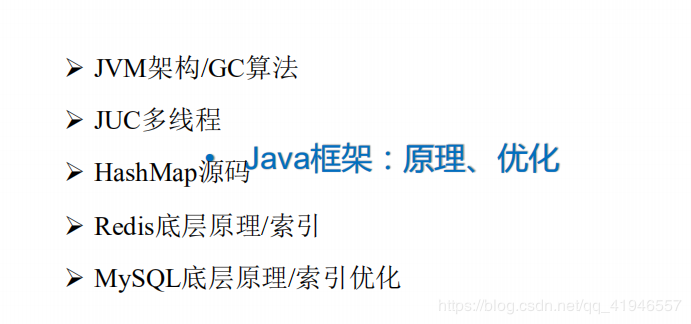 ➢ JVM架构/GC算法
➢ JUC多线程
• Java框架：原理、优化
➢ HashMap源码
➢ Redis底层原理/索引
➢ MySQL底层原理/索引优化
https://blog.csdn.net/qq_41946557